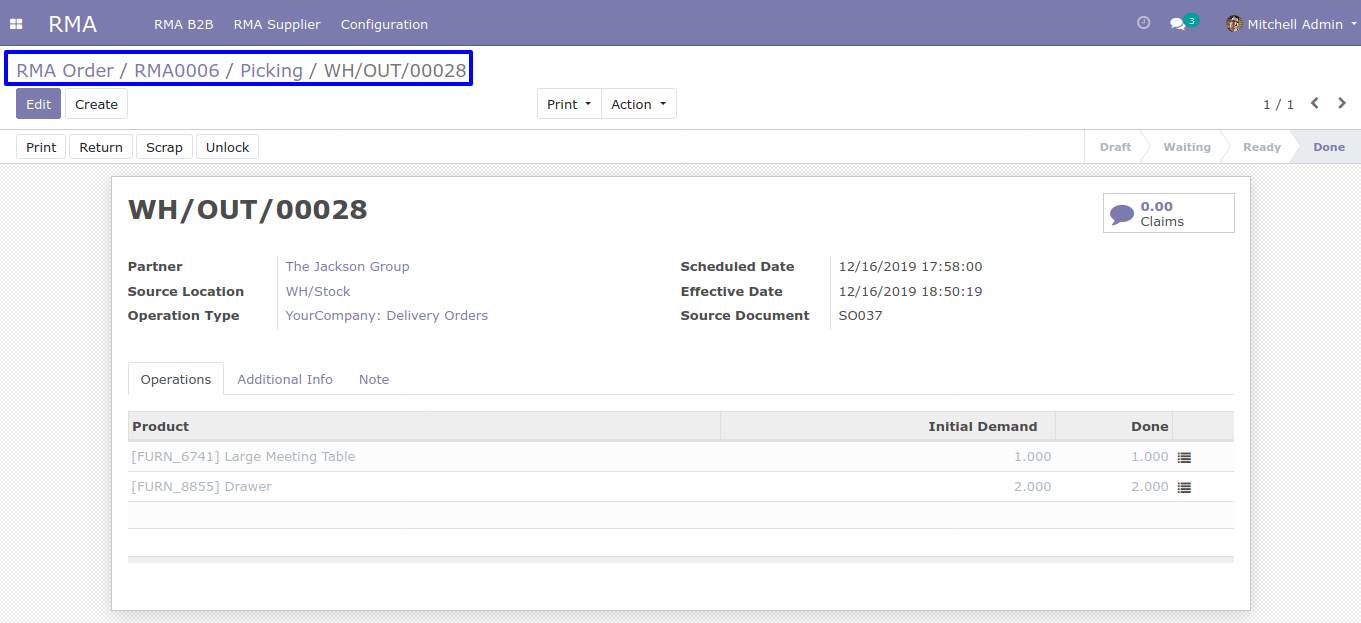 RMA RMA B2B RMA Supplier Configuration 3 Mitchell Admin
RMA Order / RMA0006 / Picking / WH/OUT/00028
Edit Create Print Action 1 / 1
Print Return Scrap Unlock Draft Waiting Ready Done
WH/OUT/00028
0.00
Claims
Partner The Jackson Group Scheduled Date 12/16/2019 17:58:00
Source Location WH/Stock Effective Date 12/16/2019 18:50:19
Operation Type YourCompany: Delivery Orders Source Document SO037
Operations Additional Info Note
Product Initial Demand Done
[FURN_6741] Large Meeting Table 1.000 1.000
[FURN_8855] Drawer 2.000 2.000